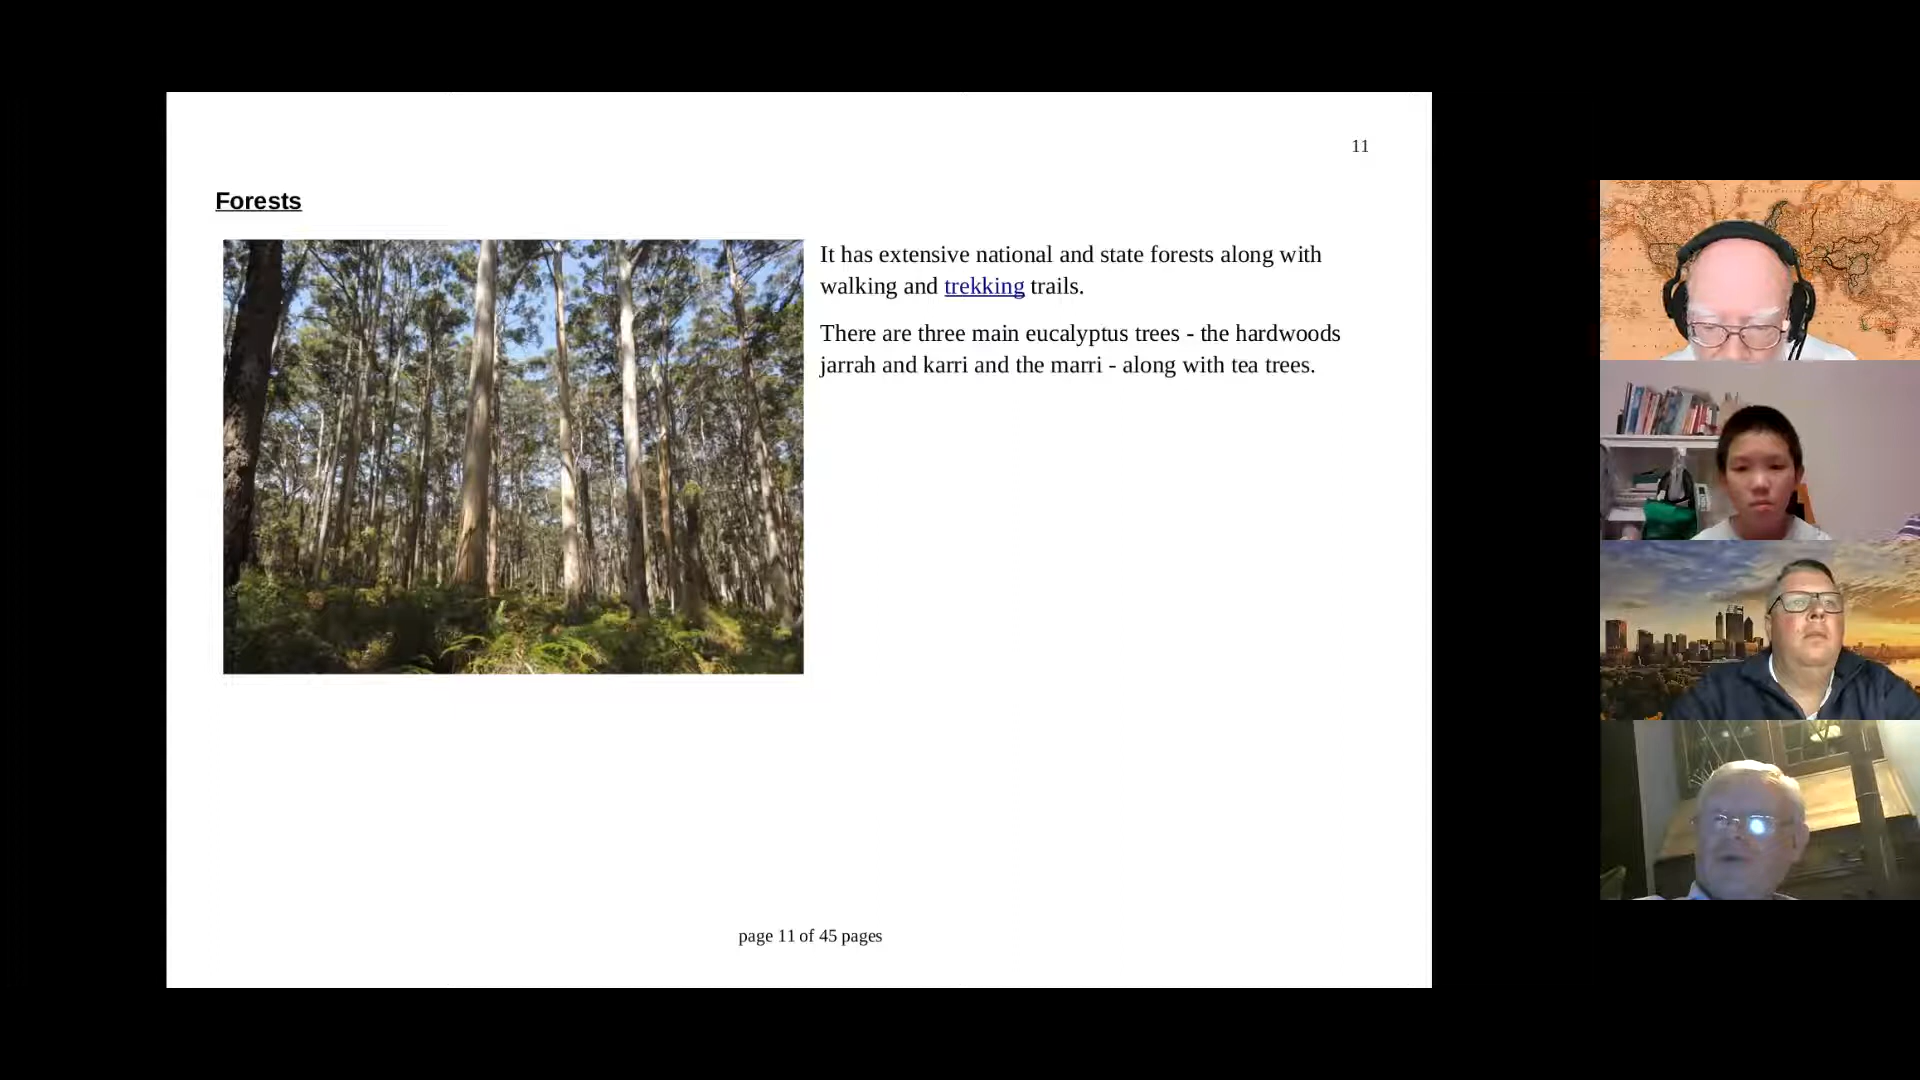 11
Forests
It has extensive national and state forests along with
walking and trekking trails.
There are three main eucalyptus trees - the hardwoods
jarrah and karri and the marri - along with tea trees.
page 11 of 45 pages